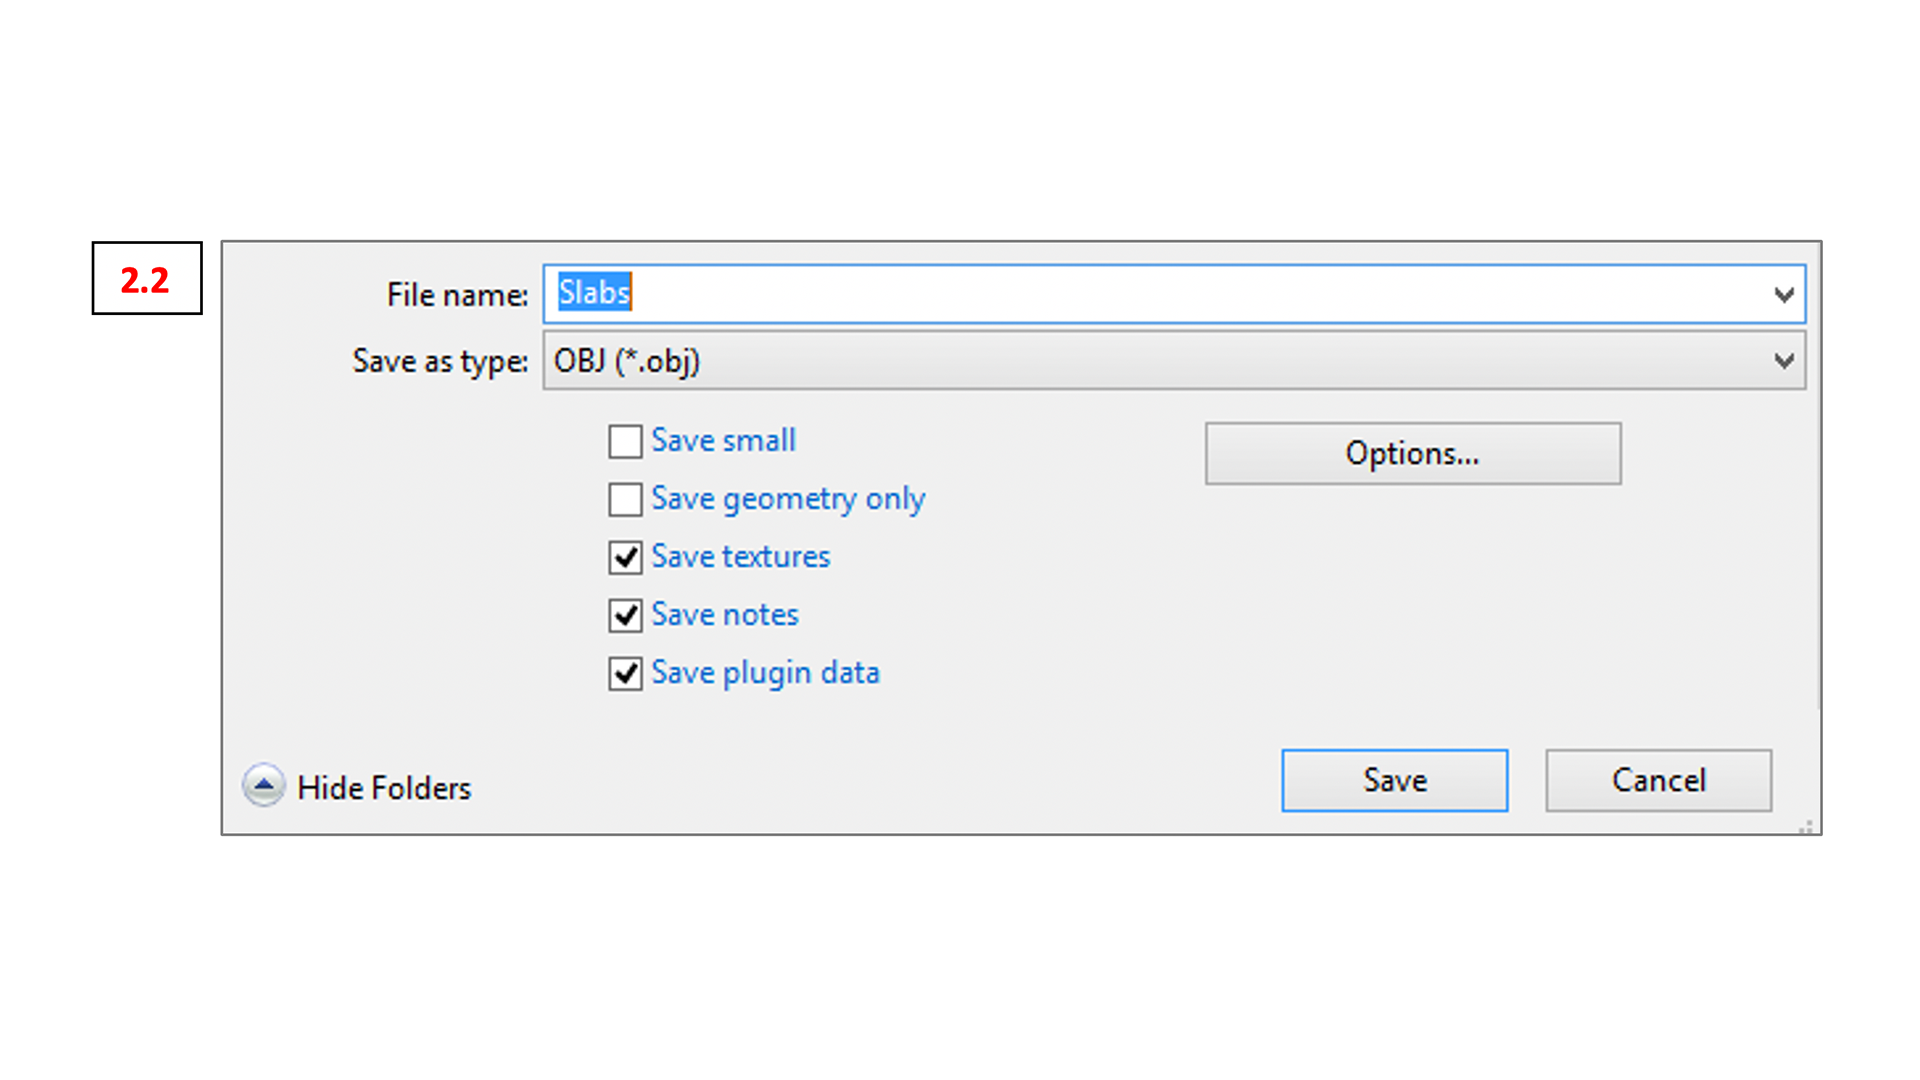 2.2
File name: Slabs
Save as type: OBJ (*.obj)
Save small
Options...
Save geometry only
Save textures
Save notes
Save plugin data
Hide Folders
Save
Cancel